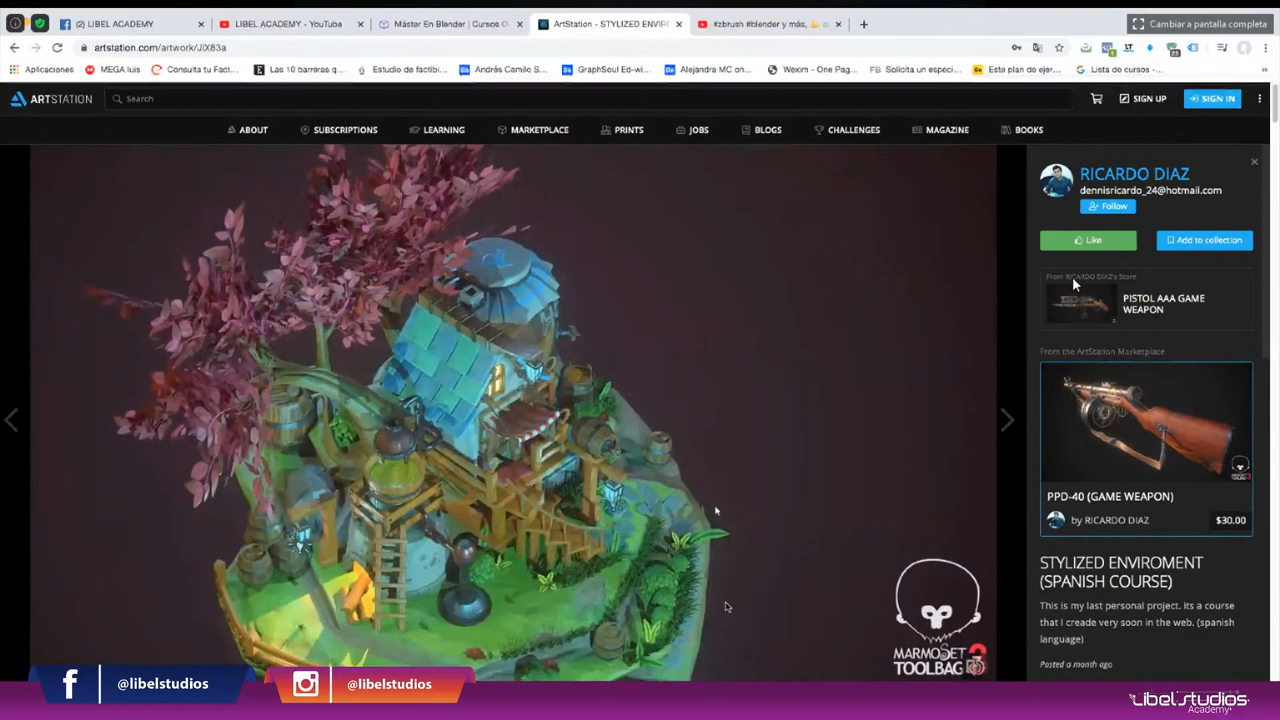 (2) LIBEL ACADEMY
LIBEL ACADEMY - YouTube
Máster En Blender | Cursos O
ArtStation - STYLIZED ENVIR
#zbrush #blender y más,
Cambiar a pantalla completa
artstation.com/artwork/JlX83a
Aplicaciones
MEGA luis
Consulta tu Fact...
Las 10 barreras q...
Estudio de factibi...
Andrés Camilo S...
GraphSoul Ed-wi...
Alejandra MC on...
Wexim - One Pag...
FB Solicita un especi...
Este plan de ejer...
Lista de cursos -...
ARTSTATION
Search
SIGN UP
SIGN IN
ABOUT
SUBSCRIPTIONS
LEARNING
MARKETPLACE
PRINTS
JOBS
BLOGS
CHALLENGES
MAGAZINE
BOOKS
RICARDO DIAZ
dennisricardo_24@hotmail.com
Follow
Like
Add to collection
From RICARDO DIAZ's Store
PISTOL AAA GAME
WEAPON
From the ArtStation Marketplace
PPD-40 (GAME WEAPON)
by RICARDO DIAZ
$30.00
STYLIZED ENVIROMENT
(SPANISH COURSE)
This is my last personal project. its a course
that I creade very soon in the web. (spanish
language)
Posted a month ago
MARMOSET
TOOLBAG 3
@libelstudios
@libelstudios
Libel Studios
Academy